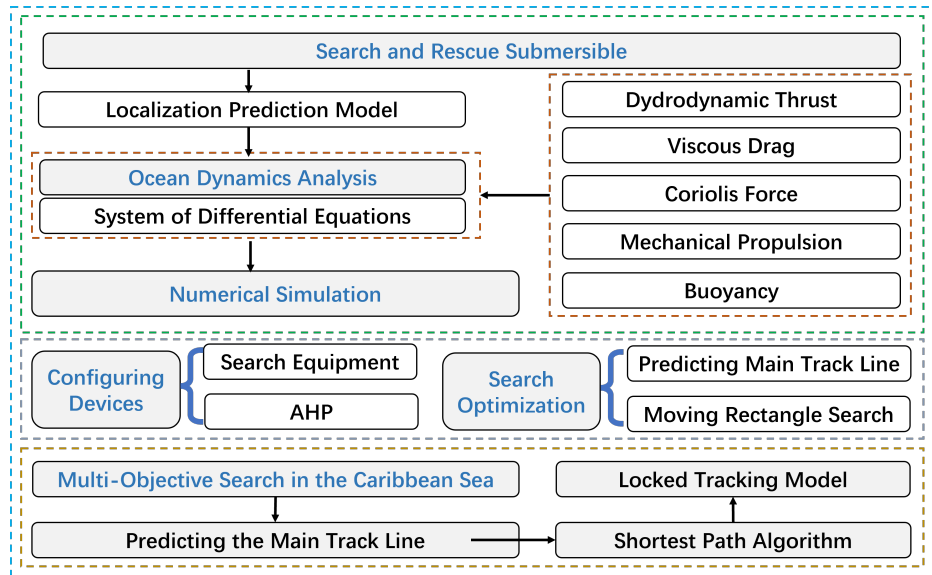 Search and Rescue Submersible
Localization Prediction Model
Ocean Dynamics Analysis
System of Differential Equations
Numerical Simulation
Dydrodynamic Thrust
Viscous Drag
Coriolis Force
Mechanical Propulsion
Buoyancy
Configuring
Devices
Search Equipment
AHP
Search
Optimization
Predicting Main Track Line
Moving Rectangle Search
Multi-Objective Search in the Caribbean Sea
Predicting the Main Track Line
Locked Tracking Model
Shortest Path Algorithm